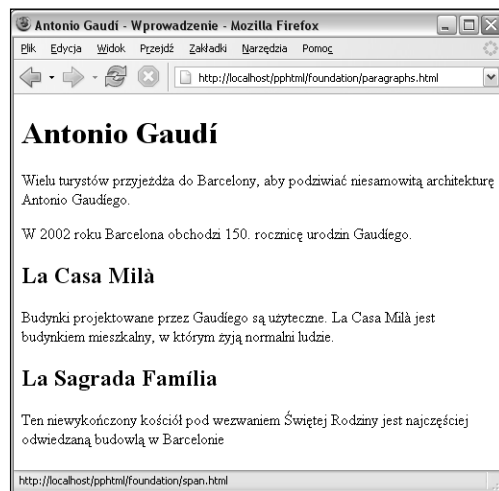 Antonio Gaudí - Wprowadzenie - Mozilla Firefox
Plik Edycja Widok Przejdź Zakładki Narzędzia Pomoc
http://localhost/pphtml/foundation/paragraphs.html
Antonio Gaudí
Wielu turystów przyjeżdża do Barcelony, aby podziwiać niesamowitą architekturę
Antonio Gaudíego.
W 2002 roku Barcelona obchodzi 150. rocznicę urodzin Gaudíego.
La Casa Milà
Budynki projektowane przez Gaudíego są użyteczne. La Casa Milà jest
budynkiem mieszkalny, w którym żyją normalni ludzie.
La Sagrada Família
Ten niewykończony kościół pod wezwaniem Świętej Rodziny jest najczęściej
odwiedzaną budowlą w Barcelonie
http://localhost/pphtml/foundation/span.html